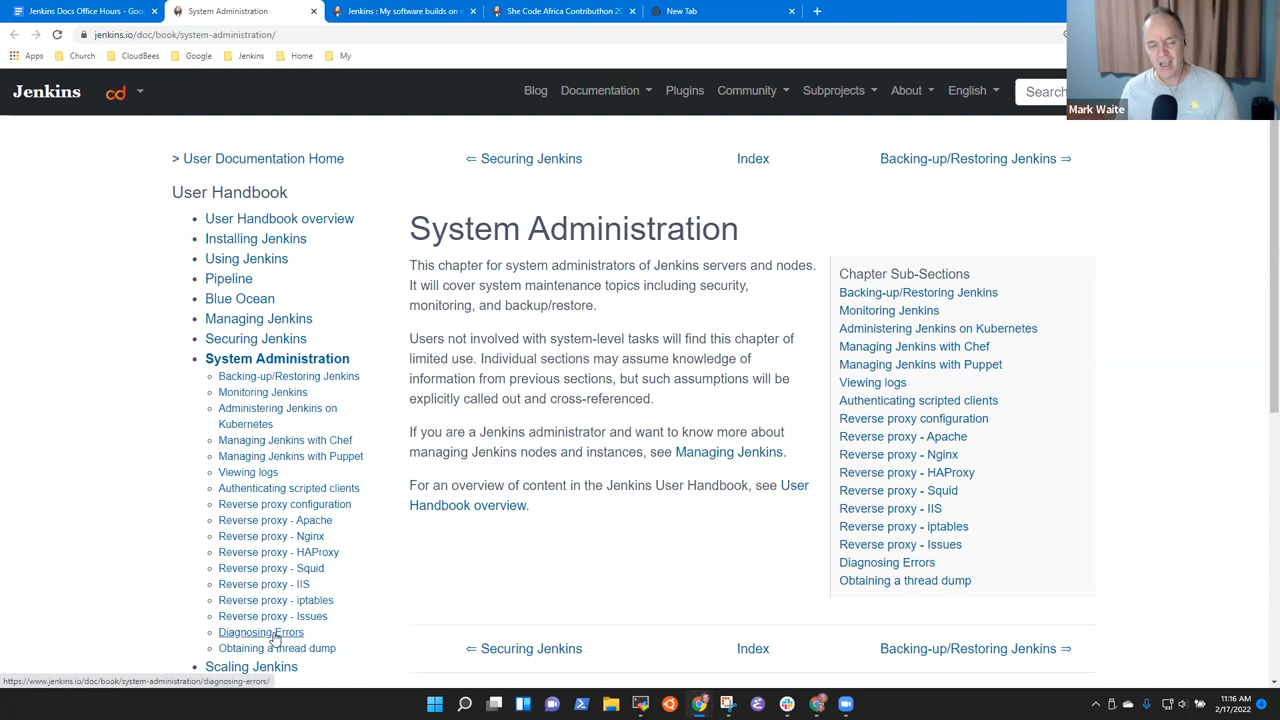 Jenkins Docs Office Hours - Goo
System Administration
Jenkins : My software builds on m
She Code Africa Contributhon 20
New Tab
jenkins.io/doc/book/system-administration/
Apps
Church
CloudBees
Google
Jenkins
Home
My
Mark Waite
Jenkins
cd
Blog
Documentation
Plugins
Community
Subprojects
About
English
Search
> User Documentation Home
⇐ Securing Jenkins
Index
Backing-up/Restoring Jenkins ⇒
User Handbook
User Handbook overview
Installing Jenkins
Using Jenkins
Pipeline
Blue Ocean
Managing Jenkins
Securing Jenkins
System Administration
Backing-up/Restoring Jenkins
Monitoring Jenkins
Administering Jenkins on
Kubernetes
Managing Jenkins with Chef
Managing Jenkins with Puppet
Viewing logs
Authenticating scripted clients
Reverse proxy configuration
Reverse proxy - Apache
Reverse proxy - Nginx
Reverse proxy - HAProxy
Reverse proxy - Squid
Reverse proxy - IIS
Reverse proxy - iptables
Reverse proxy - Issues
Diagnosing Errors
Obtaining a thread dump
Scaling Jenkins
System Administration
This chapter for system administrators of Jenkins servers and nodes.
It will cover system maintenance topics including security,
monitoring, and backup/restore.
Users not involved with system-level tasks will find this chapter of
limited use. Individual sections may assume knowledge of
information from previous sections, but such assumptions will be
explicitly called out and cross-referenced.
If you are a Jenkins administrator and want to know more about
managing Jenkins nodes and instances, see Managing Jenkins.
For an overview of content in the Jenkins User Handbook, see User
Handbook overview.
Chapter Sub-Sections
Backing-up/Restoring Jenkins
Monitoring Jenkins
Administering Jenkins on Kubernetes
Managing Jenkins with Chef
Managing Jenkins with Puppet
Viewing logs
Authenticating scripted clients
Reverse proxy configuration
Reverse proxy - Apache
Reverse proxy - Nginx
Reverse proxy - HAProxy
Reverse proxy - Squid
Reverse proxy - IIS
Reverse proxy - iptables
Reverse proxy - Issues
Diagnosing Errors
Obtaining a thread dump
⇐ Securing Jenkins
Index
Backing-up/Restoring Jenkins ⇒
https://www.jenkins.io/doc/book/system-administration/diagnosing-errors/
11:16 AM
2/17/2022